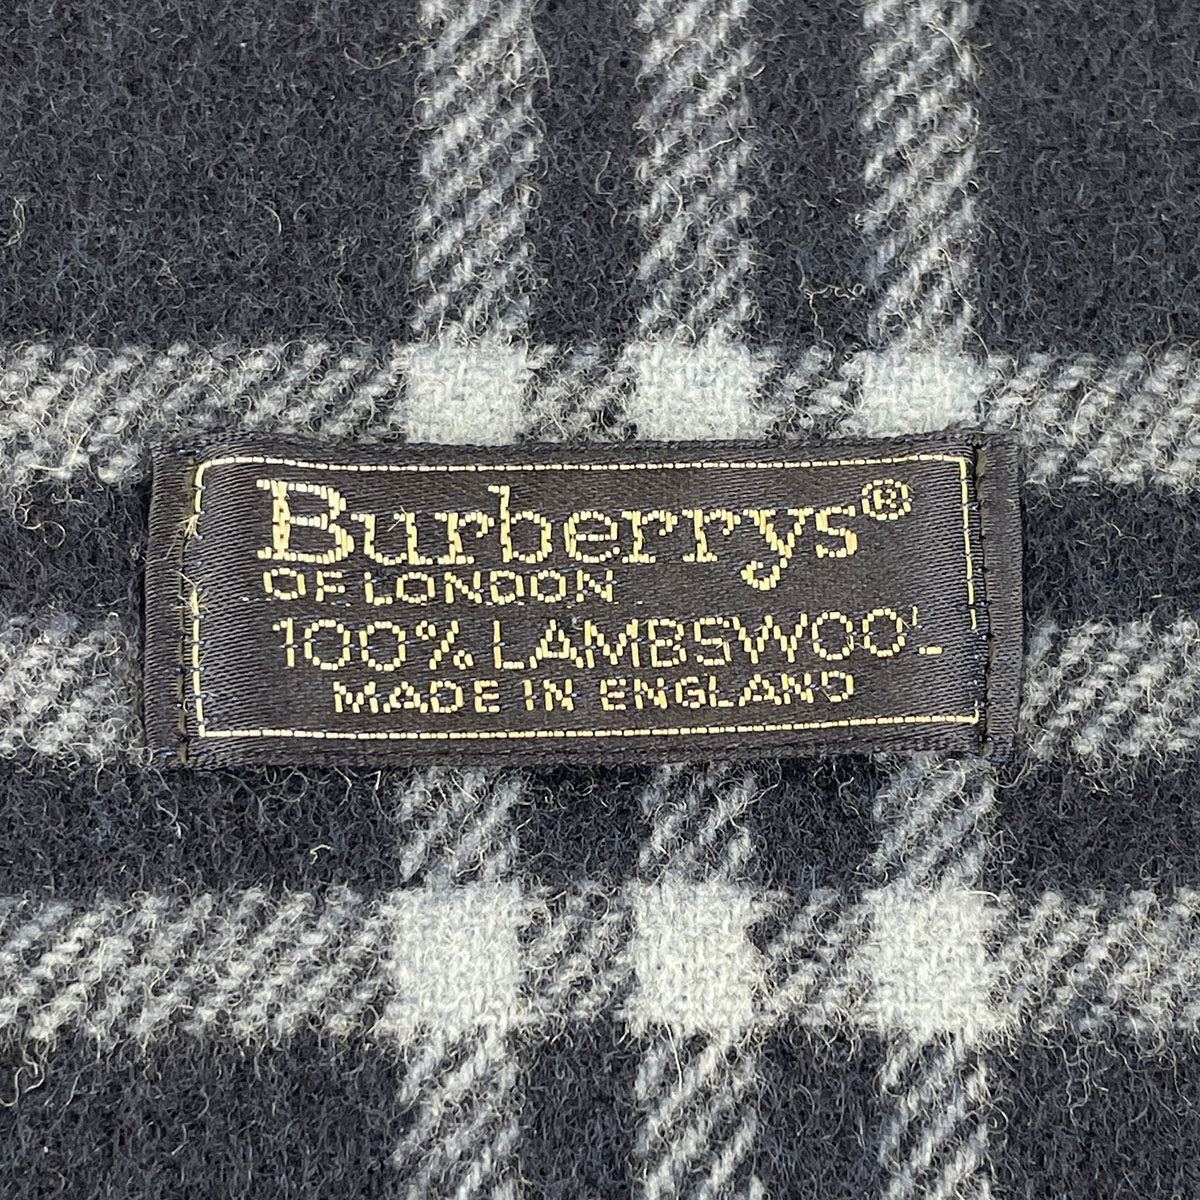 Burberrys®
OF LONDON
100% LAMBSWOOL
MADE IN ENGLAND